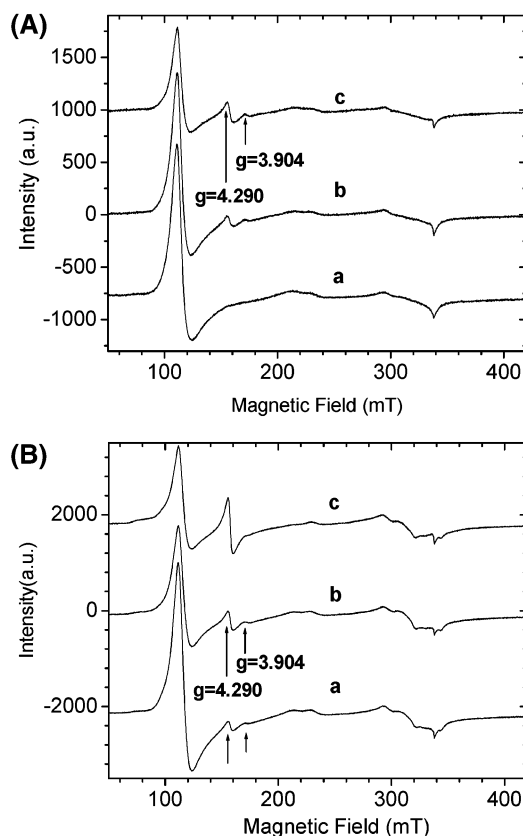 (A)
1500
1000
500
0
-500
-1000
Intensity (a.u.)
c
g=3.904
g=4.290
b
a
100 200 300 400
Magnetic Field (mT)
(B)
2000
0
-2000
Intensity(a.u.)
c
b
g=3.904
g=4.290
a
100 200 300 400
Magnetic Field (mT)